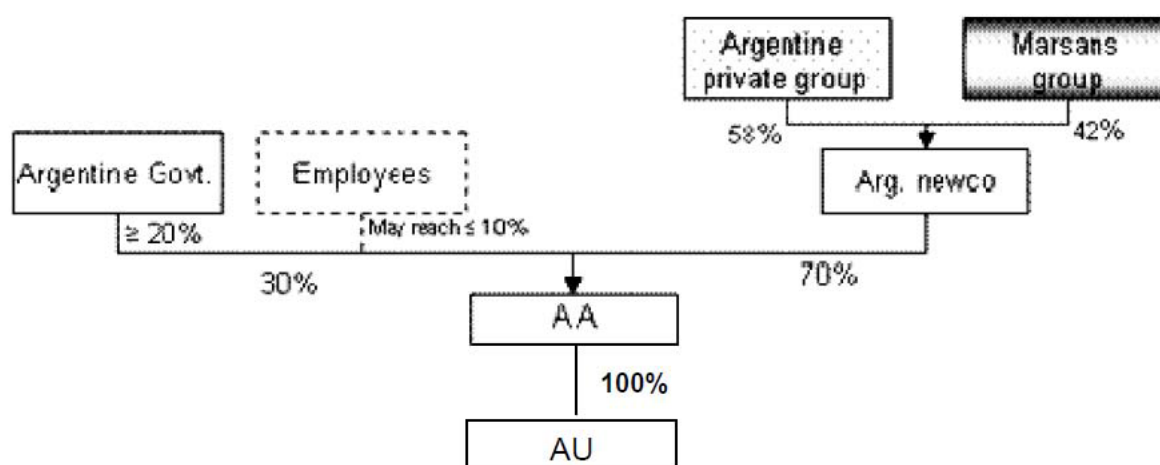 Argentine
private group
Marsans
group
58%
42%
Argentine Govt.
Employees
Arg. newco
≥ 20%
May reach ≤ 10%
30%
70%
AA
100%
AU